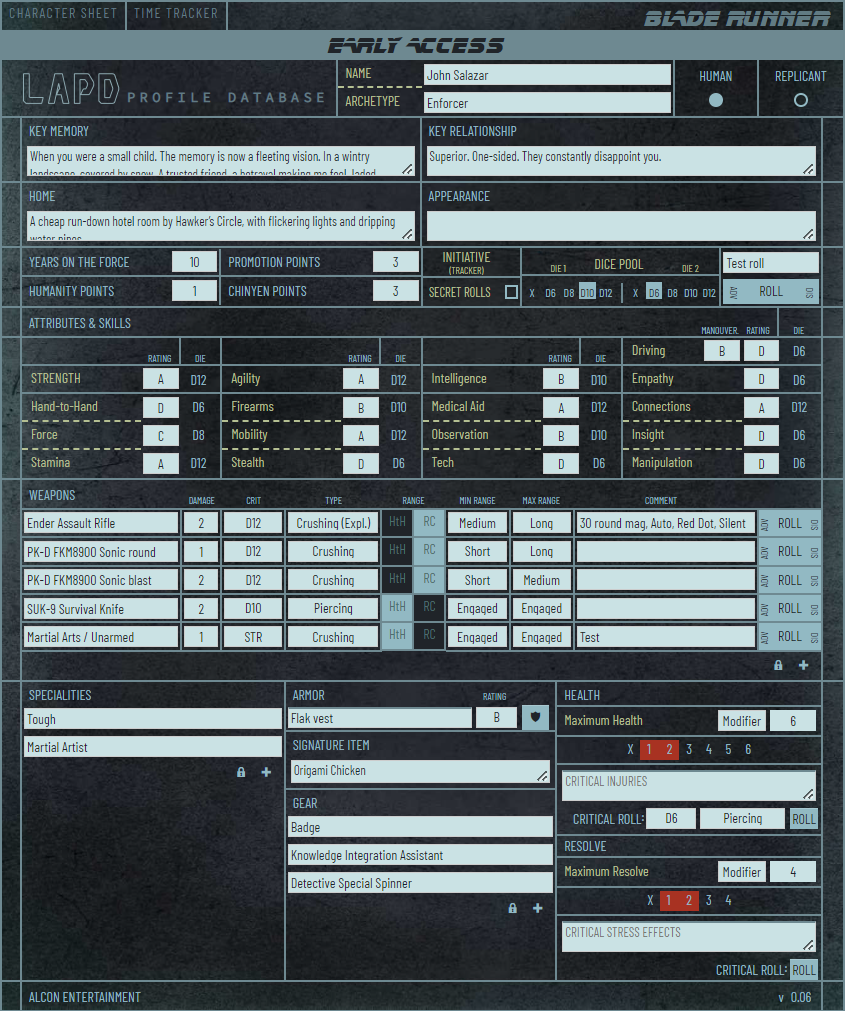 CHARACTER SHEET TIME TRACKER BLADE RUNNER
EARLY ACCESS
LAPD PROFILE DATABASE
NAME John Salazar HUMAN REPLICANT
ARCHETYPE Enforcer
KEY MEMORY KEY RELATIONSHIP
When you were a small child. The memory is now a fleeting vision. In a wintry Superior. One-sided. They constantly disappoint you.
landscape, covered by snow. A trusted friend, a betrayal making me feel jaded
HOME APPEARANCE
A cheap run-down hotel room by Hawker's Circle, with flickering lights and dripping
water pipes
YEARS ON THE FORCE 10 PROMOTION POINTS 3 INITIATIVE (TRACKER) DIE 1 DICE POOL DIE 2 Test roll
HUMANITY POINTS 1 CHINYEN POINTS 3 SECRET ROLLS X D6 D8 D10 D12 X D6 D8 D10 D12 ADV ROLL DIS
ATTRIBUTES & SKILLS MANOUVER. RATING DIE
Driving B D D6
RATING DIE RATING DIE RATING DIE
STRENGTH A D12 Agility A D12 Intelligence B D10 Empathy D D6
Hand-to-Hand D D6 Firearms B D10 Medical Aid A D12 Connections A D12
Force C D8 Mobility A D12 Observation B D10 Insight D D6
Stamina A D12 Stealth D D6 Tech D D6 Manipulation D D6
WEAPONS DAMAGE CRIT TYPE RANGE MIN RANGE MAX RANGE COMMENT
Ender Assault Rifle 2 D12 Crushing (Expl.) HtH RC Medium Long 30 round mag, Auto, Red Dot, Silent ADV ROLL DIS
PK-D FKM8900 Sonic round 1 D12 Crushing HtH RC Short Long ADV ROLL DIS
PK-D FKM8900 Sonic blast 2 D12 Crushing HtH RC Short Medium ADV ROLL DIS
SUK-9 Survival Knife 2 D10 Piercing HtH RC Engaged Engaged ADV ROLL DIS
Martial Arts / Unarmed 1 STR Crushing HtH RC Engaged Engaged Test ADV ROLL DIS
SPECIALITIES
Tough
Martial Artist
ARMOR RATING
Flak vest B
SIGNATURE ITEM
Origami Chicken
GEAR
Badge
Knowledge Integration Assistant
Detective Special Spinner
HEALTH
Maximum Health Modifier 6
X 1 2 3 4 5 6
CRITICAL INJURIES
CRITICAL ROLL: D6 Piercing ROLL
RESOLVE
Maximum Resolve Modifier 4
X 1 2 3 4
CRITICAL STRESS EFFECTS
CRITICAL ROLL: ROLL
ALCON ENTERTAINMENT v 0.06